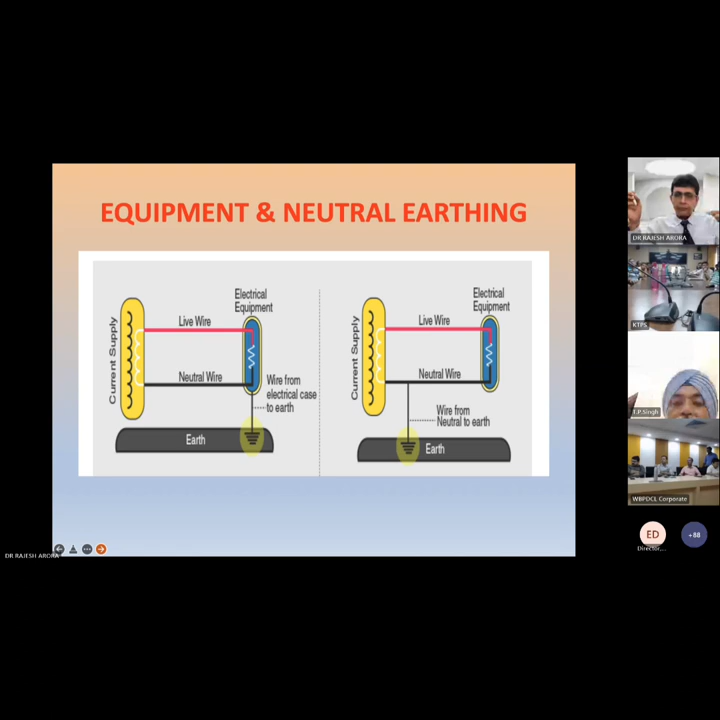 EQUIPMENT & NEUTRAL EARTHING
Current Supply
Live Wire
Neutral Wire
Electrical
Equipment
Wire from
electrical case
to earth
Earth
Current Supply
Live Wire
Neutral Wire
Electrical
Equipment
Wire from
Neutral to earth
Earth
DR RAJESH ARORA
DR RAJESH ARORA
KTPS
T.P.Singh
WBPDCL Corporate
ED
+88
Director,...